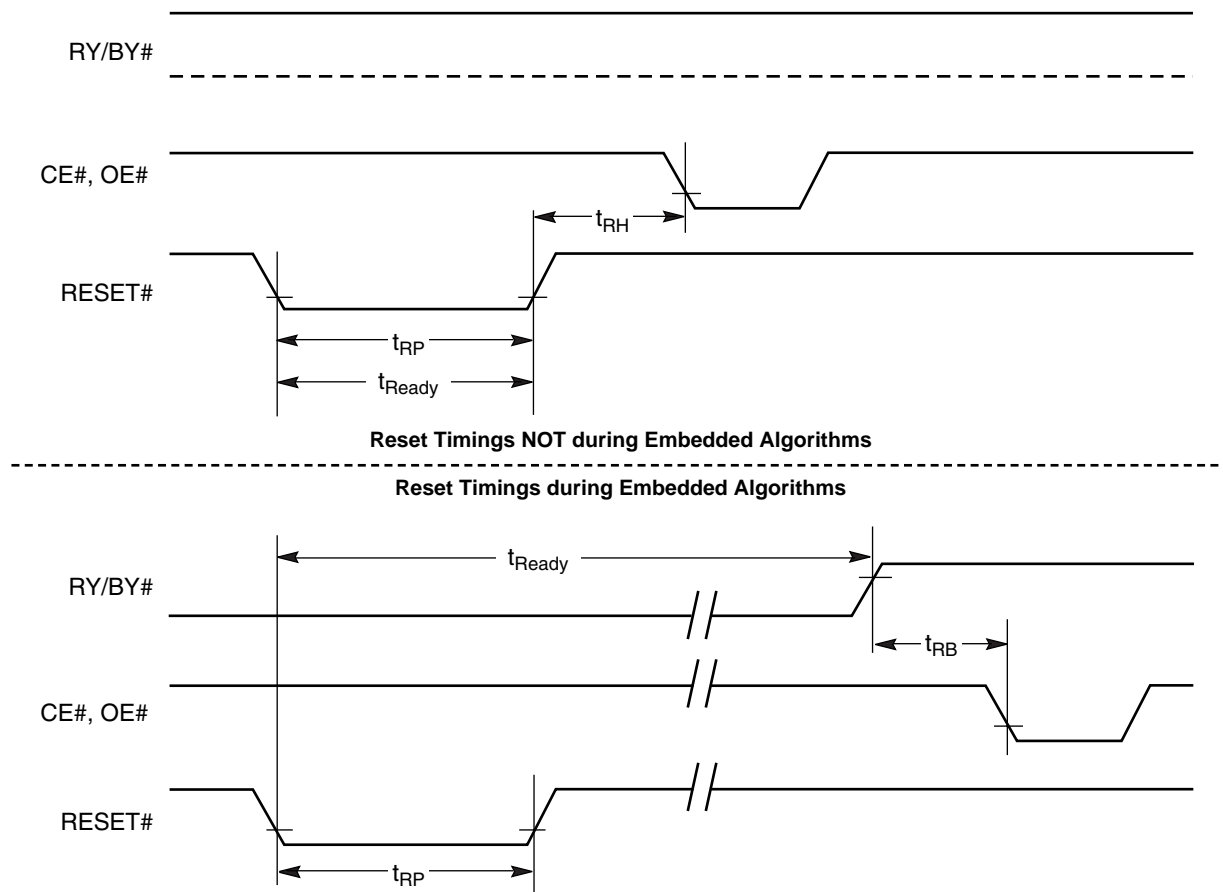 RY/BY#
CE#, OE#
tRH
RESET#
tRP
tReady
Reset Timings NOT during Embedded Algorithms
Reset Timings during Embedded Algorithms
tReady
RY/BY#
tRB
CE#, OE#
RESET#
tRP